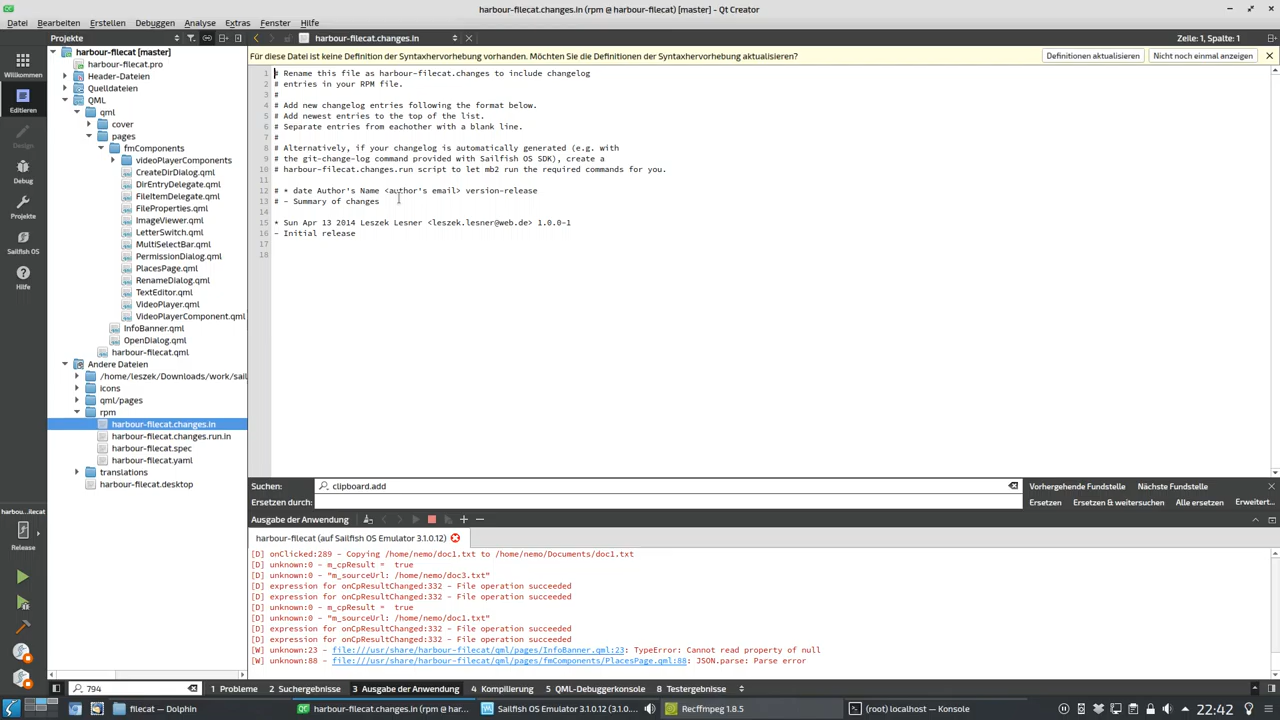 harbour-filecat.changes.in (rpm @ harbour-filecat) [master] - Qt Creator
Datei Bearbeiten Erstellen Debuggen Analyse Extras Fenster Hilfe
Projekte harbour-filecat.changes.in Zeile: 1, Spalte: 1
Für diese Datei ist keine Definition der Syntaxhervorhebung vorhanden. Möchten Sie die Definitionen der Syntaxhervorhebung aktualisieren? Definitionen aktualisieren Nicht noch einmal anzeigen
Willkommen
Editieren
Design
Debug
Projekte
Sailfish OS
Hilfe
harbour...lecat
Release
harbour-filecat [master]
harbour-filecat.pro
Header-Dateien
Quelldateien
QML
qml
cover
pages
fmComponents
videoPlayerComponents
CreateDirDialog.qml
DirEntryDelegate.qml
FileItemDelegate.qml
FileProperties.qml
ImageViewer.qml
LetterSwitch.qml
MultiSelectBar.qml
PermissionDialog.qml
PlacesPage.qml
RenameDialog.qml
TextEditor.qml
VideoPlayer.qml
VideoPlayerComponent.qml
InfoBanner.qml
OpenDialog.qml
harbour-filecat.qml
Andere Dateien
/home/leszek/Downloads/work/sail
icons
qml/pages
rpm
harbour-filecat.changes.in
harbour-filecat.changes.run.in
harbour-filecat.spec
harbour-filecat.yaml
translations
harbour-filecat.desktop
1 # Rename this file as harbour-filecat.changes to include changelog
2 # entries in your RPM file.
3 #
4 # Add new changelog entries following the format below.
5 # Add newest entries to the top of the list.
6 # Separate entries from eachother with a blank line.
7 #
8 # Alternatively, if your changelog is automatically generated (e.g. with
9 # the git-change-log command provided with Sailfish OS SDK), create a
10 # harbour-filecat.changes.run script to let mb2 run the required commands for you.
11
12 # * date Author's Name <author's email> version-release
13 # - Summary of changes
14
15 * Sun Apr 13 2014 Leszek Lesner <leszek.lesner@web.de> 1.0.0-1
16 - Initial release
17
18
Suchen: clipboard.add Vorhergehende Fundstelle Nächste Fundstelle
Ersetzen durch: Ersetzen Ersetzen & weitersuchen Alle ersetzen Erweitert...
Ausgabe der Anwendung
harbour-filecat (auf Sailfish OS Emulator 3.1.0.12)
[D] onClicked:289 - Copying /home/nemo/doc1.txt to /home/nemo/Documents/doc1.txt
[D] unknown:0 - m_cpResult = true
[D] unknown:0 - "m_sourceUrl: /home/nemo/doc3.txt"
[D] expression for onCpResultChanged:332 - File operation succeeded
[D] expression for onCpResultChanged:332 - File operation succeeded
[D] unknown:0 - m_cpResult = true
[D] unknown:0 - "m_sourceUrl: /home/nemo/doc1.txt"
[D] expression for onCpResultChanged:332 - File operation succeeded
[D] expression for onCpResultChanged:332 - File operation succeeded
[W] unknown:23 - file:///usr/share/harbour-filecat/qml/pages/InfoBanner.qml:23: TypeError: Cannot read property of null
[W] unknown:88 - file:///usr/share/harbour-filecat/qml/pages/fmComponents/PlacesPage.qml:88: JSON.parse: Parse error
794 1 Probleme 2 Suchergebnisse 3 Ausgabe der Anwendung 4 Kompilierung 5 QML-Debuggerkonsole 8 Testergebnisse
filecat — Dolphin harbour-filecat.changes.in (rpm @ har... Sailfish OS Emulator 3.1.0.12 (3.1.0... Recffmpeg 1.8.5 (root) localhost — Konsole 22:42